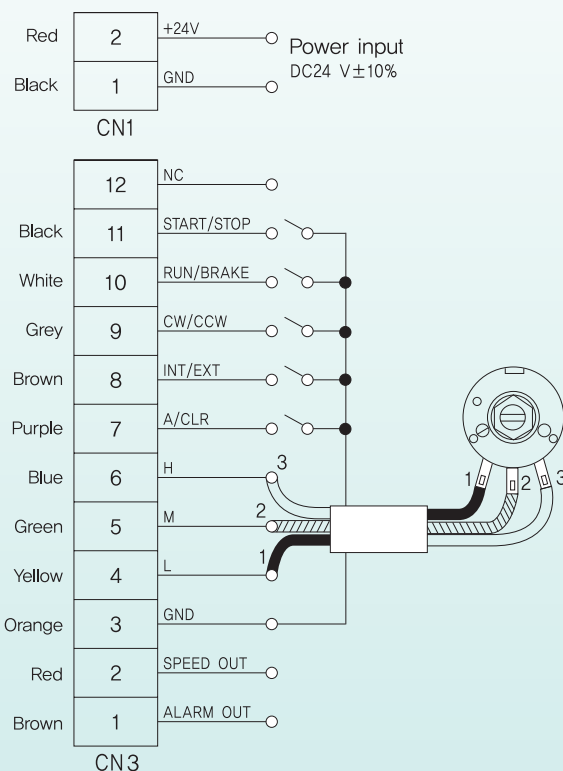 Red 2 +24V Power input
DC24 V±10%
Black 1 GND
CN1
12 NC
Black 11 START/STOP
White 10 RUN/BRAKE
Grey 9 CW/CCW
Brown 8 INT/EXT
Purple 7 A/CLR
1 2 3
Blue 6 H 3
Green 5 M 2
Yellow 4 L 1
Orange 3 GND
Red 2 SPEED OUT
Brown 1 ALARM OUT
CN3